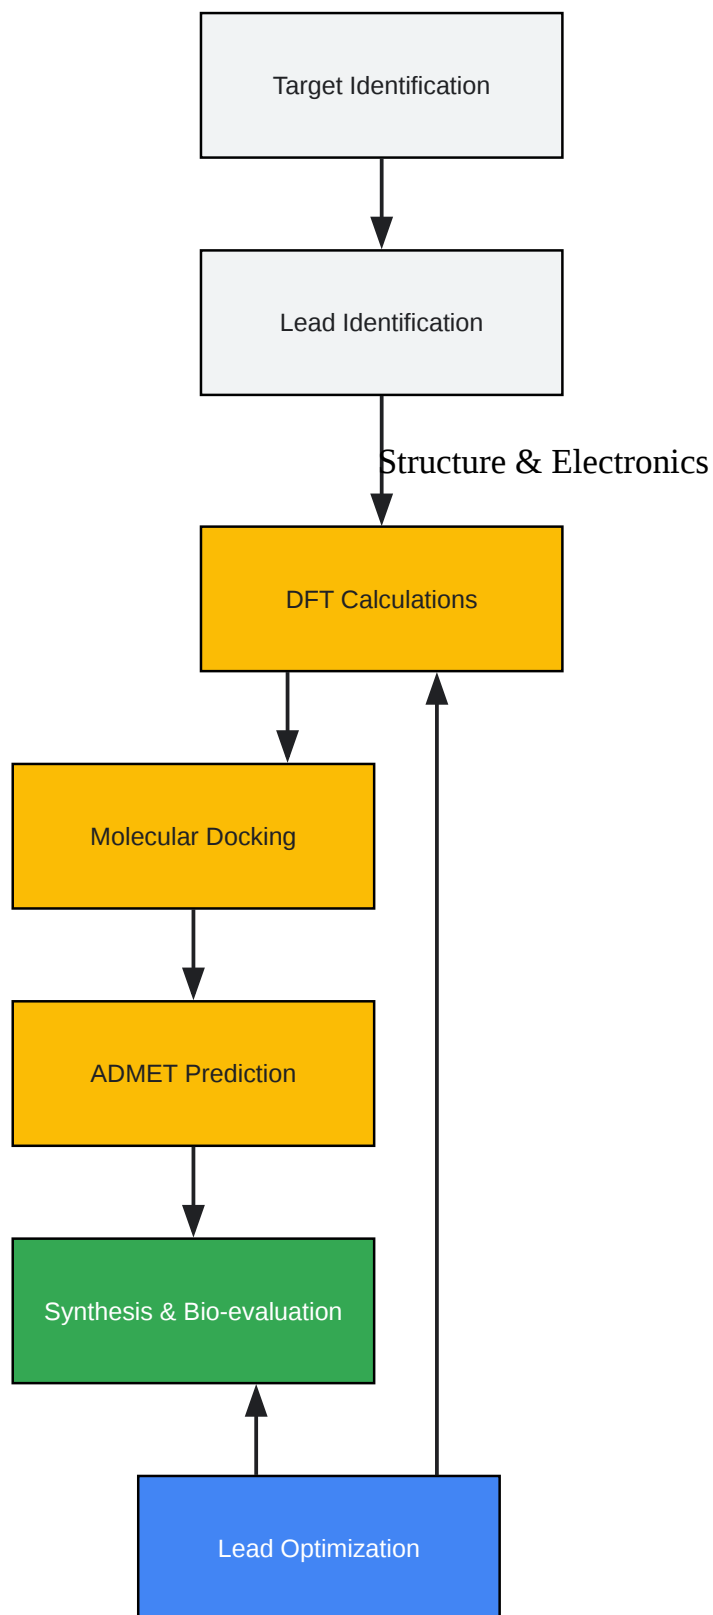 Target Identification
Lead Identification
Structure & Electronics
DFT Calculations
Molecular Docking
ADMET Prediction
Synthesis & Bio-evaluation
Lead Optimization